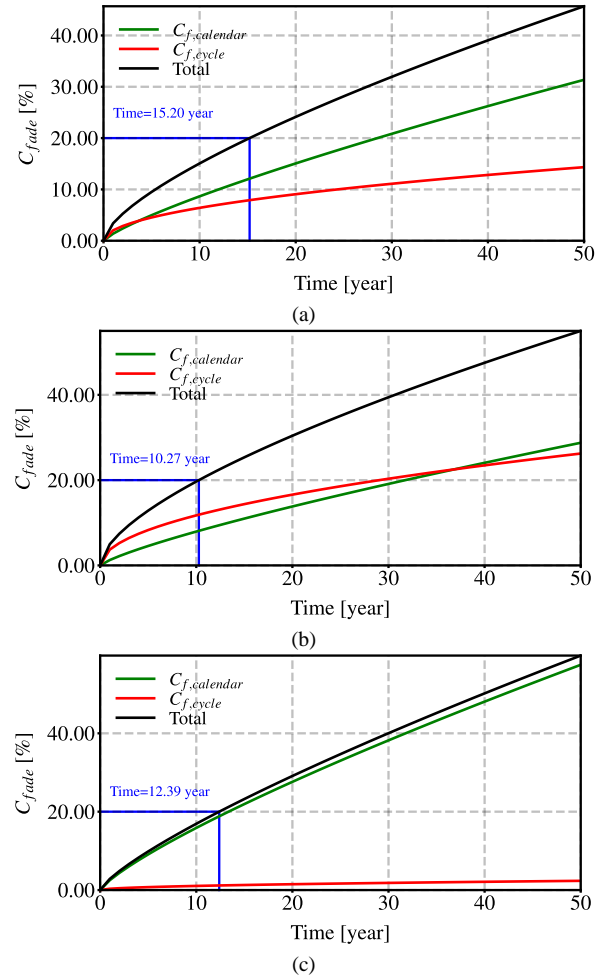 40.00
30.00
20.00
10.00
0.00
C_fade [%]
C_f,calendar
C_f,cycle
Total
Time=15.20 year
0 10 20 30 40 50
Time [year]
(a)
40.00
20.00
0.00
C_fade [%]
C_f,calendar
C_f,cycle
Total
Time=10.27 year
0 10 20 30 40 50
Time [year]
(b)
40.00
20.00
0.00
C_fade [%]
C_f,calendar
C_f,cycle
Total
Time=12.39 year
0 10 20 30 40 50
Time [year]
(c)